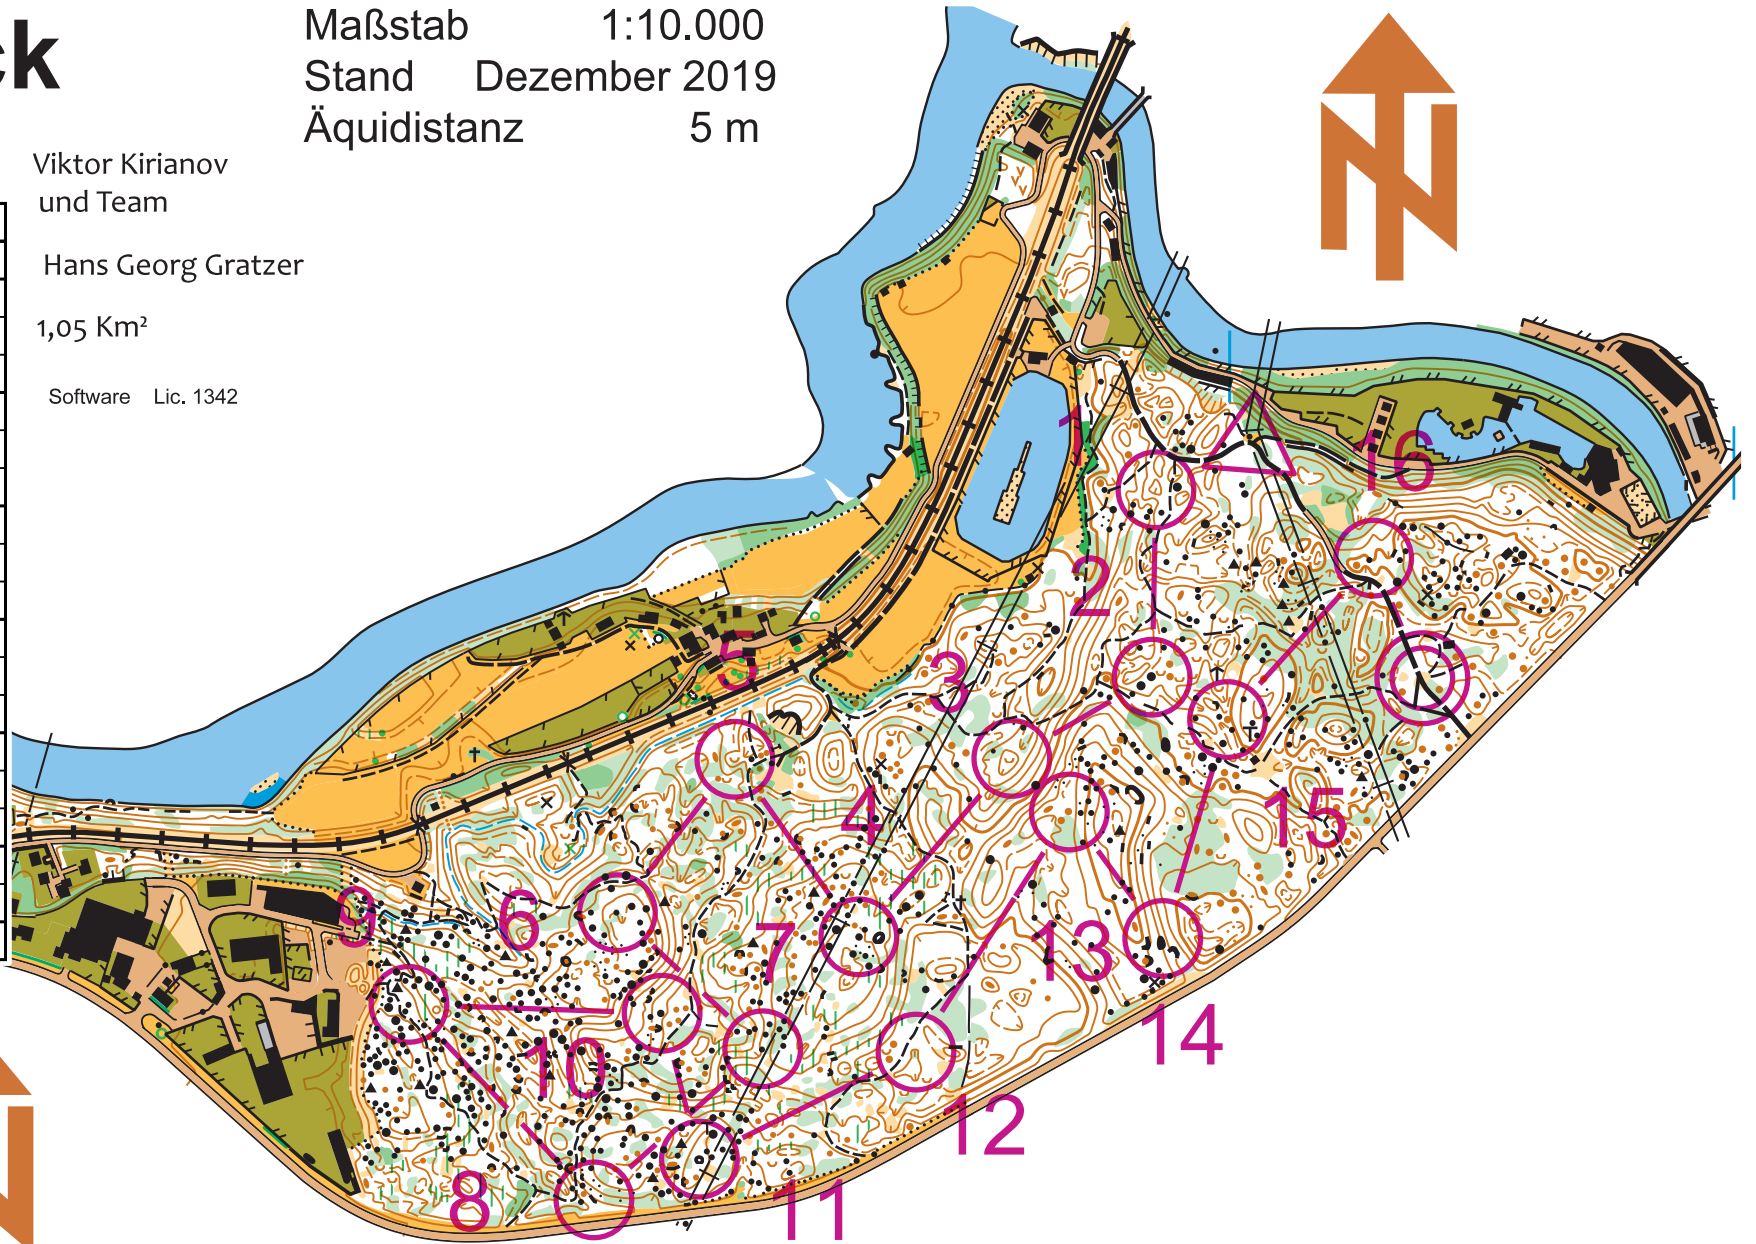 ck
Maßstab 1:10.000
Stand Dezember 2019
Äquidistanz 5 m
Viktor Kirianov
und Team
Hans Georg Gratzer
1,05 Km²
Software Lic. 1342
N
1
16
2
5
3
4
15
9
6
7
13
14
10
12
8
11
N